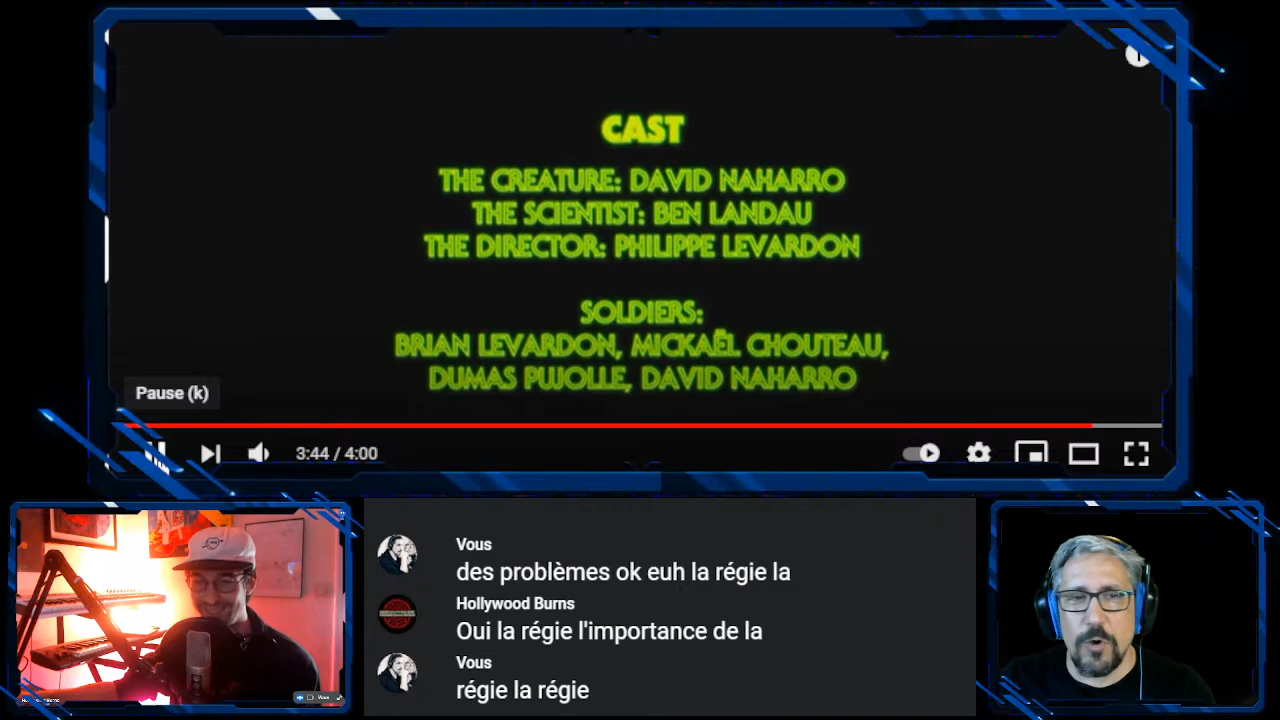 CAST
THE CREATURE: DAVID NAHARRO
THE SCIENTIST: BEN LANDAU
THE DIRECTOR: PHILIPPE LEVARDON
SOLDIERS:
BRIAN LEVARDON, MICKAËL CHOUTEAU,
DUMAS PUJOLLE, DAVID NAHARRO
Pause (k)
3:44 / 4:00
Vous
des problèmes ok euh la régie la
Hollywood Burns
Oui la régie l'importance de la
Vous
régie la régie